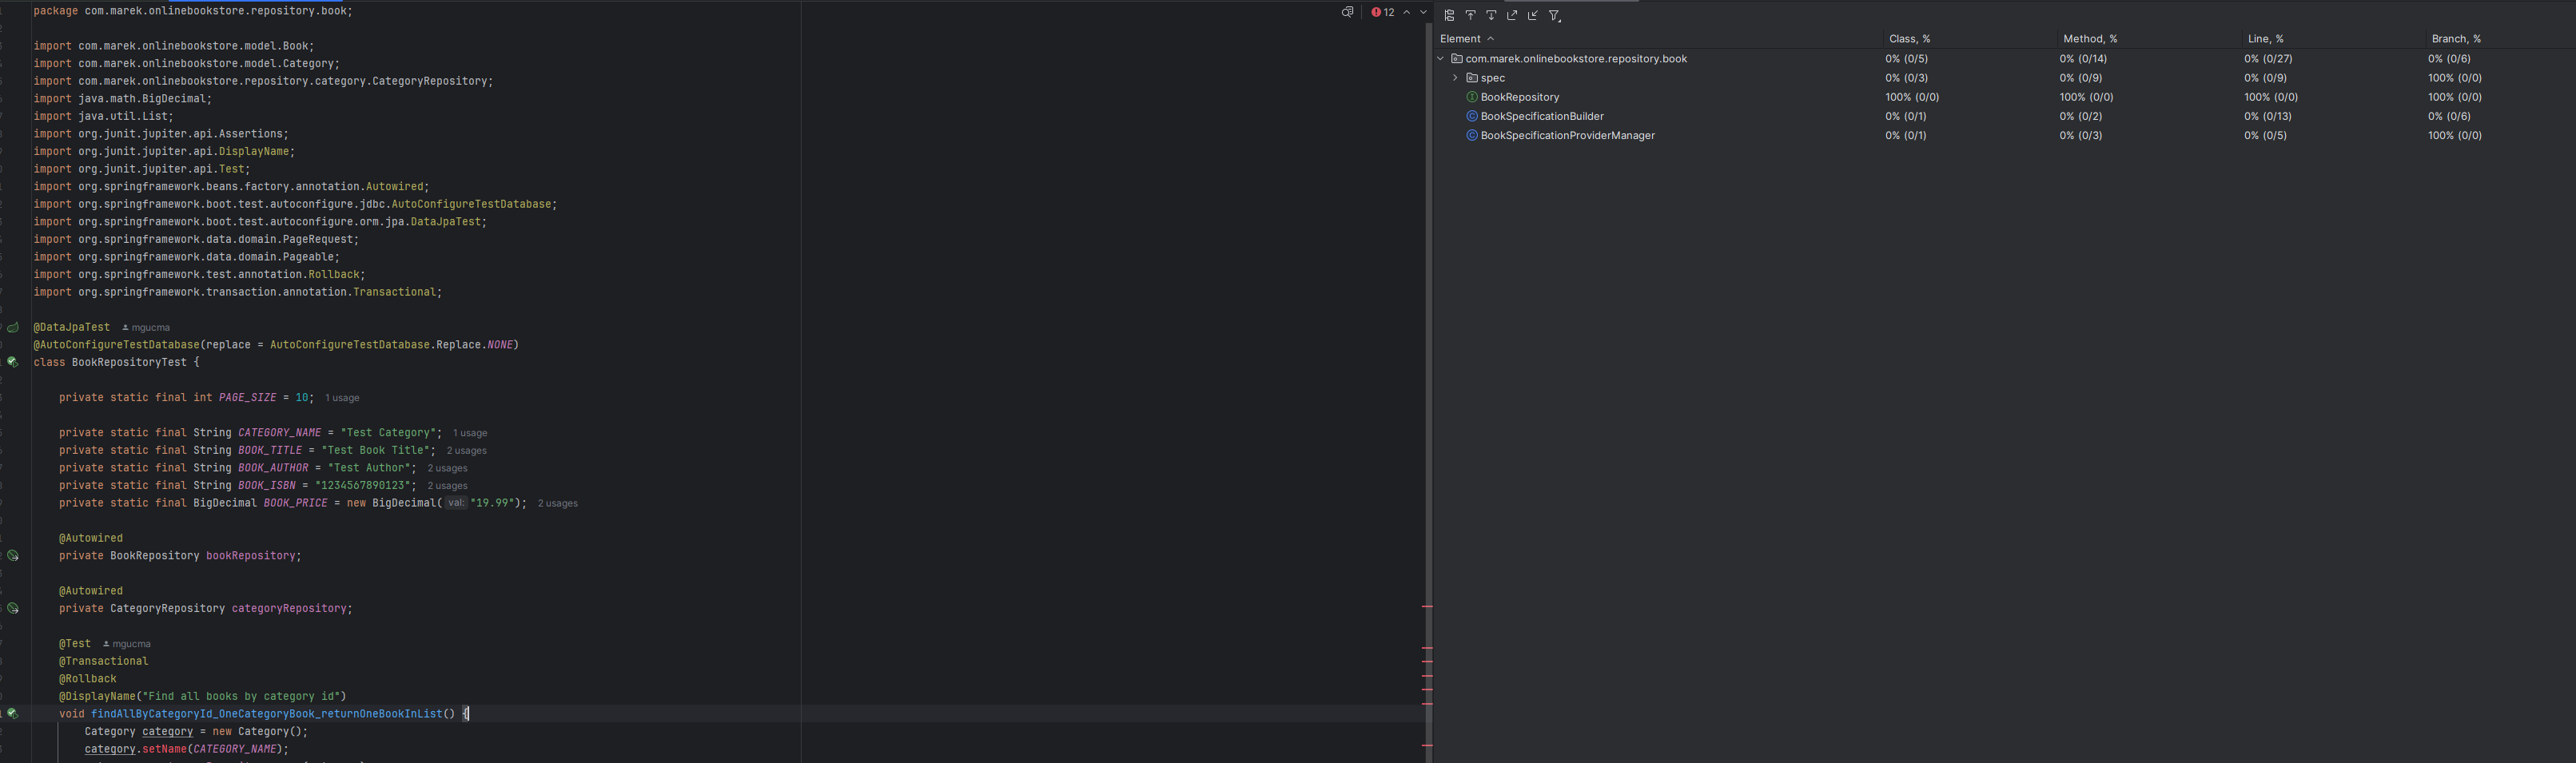 package com.marek.onlinebookstore.repository.book;
12
import com.marek.onlinebookstore.model.Book;
import com.marek.onlinebookstore.model.Category;
import com.marek.onlinebookstore.repository.category.CategoryRepository;
import java.math.BigDecimal;
import java.util.List;
import org.junit.jupiter.api.Assertions;
import org.junit.jupiter.api.DisplayName;
import org.junit.jupiter.api.Test;
import org.springframework.beans.factory.annotation.Autowired;
import org.springframework.boot.test.autoconfigure.jdbc.AutoConfigureTestDatabase;
import org.springframework.boot.test.autoconfigure.orm.jpa.DataJpaTest;
import org.springframework.data.domain.PageRequest;
import org.springframework.data.domain.Pageable;
import org.springframework.test.annotation.Rollback;
import org.springframework.transaction.annotation.Transactional;
@DataJpaTest mgucma
@AutoConfigureTestDatabase(replace = AutoConfigureTestDatabase.Replace.NONE)
class BookRepositoryTest {
private static final int PAGE_SIZE = 10; 1 usage
private static final String CATEGORY_NAME = "Test Category"; 1 usage
private static final String BOOK_TITLE = "Test Book Title"; 2 usages
private static final String BOOK_AUTHOR = "Test Author"; 2 usages
private static final String BOOK_ISBN = "1234567890123"; 2 usages
private static final BigDecimal BOOK_PRICE = new BigDecimal( val: "19.99"); 2 usages
@Autowired
private BookRepository bookRepository;
@Autowired
private CategoryRepository categoryRepository;
@Test mgucma
@Transactional
@Rollback
@DisplayName("Find all books by category id")
void findAllByCategoryId_OneCategoryBook_returnOneBookInList() {
Category category = new Category();
category.setName(CATEGORY_NAME);
Element Class, % Method, % Line, % Branch, %
com.marek.onlinebookstore.repository.book 0% (0/5) 0% (0/14) 0% (0/27) 0% (0/6)
spec 0% (0/3) 0% (0/9) 0% (0/9) 100% (0/0)
BookRepository 100% (0/0) 100% (0/0) 100% (0/0) 100% (0/0)
BookSpecificationBuilder 0% (0/1) 0% (0/2) 0% (0/13) 0% (0/6)
BookSpecificationProviderManager 0% (0/1) 0% (0/3) 0% (0/5) 100% (0/0)